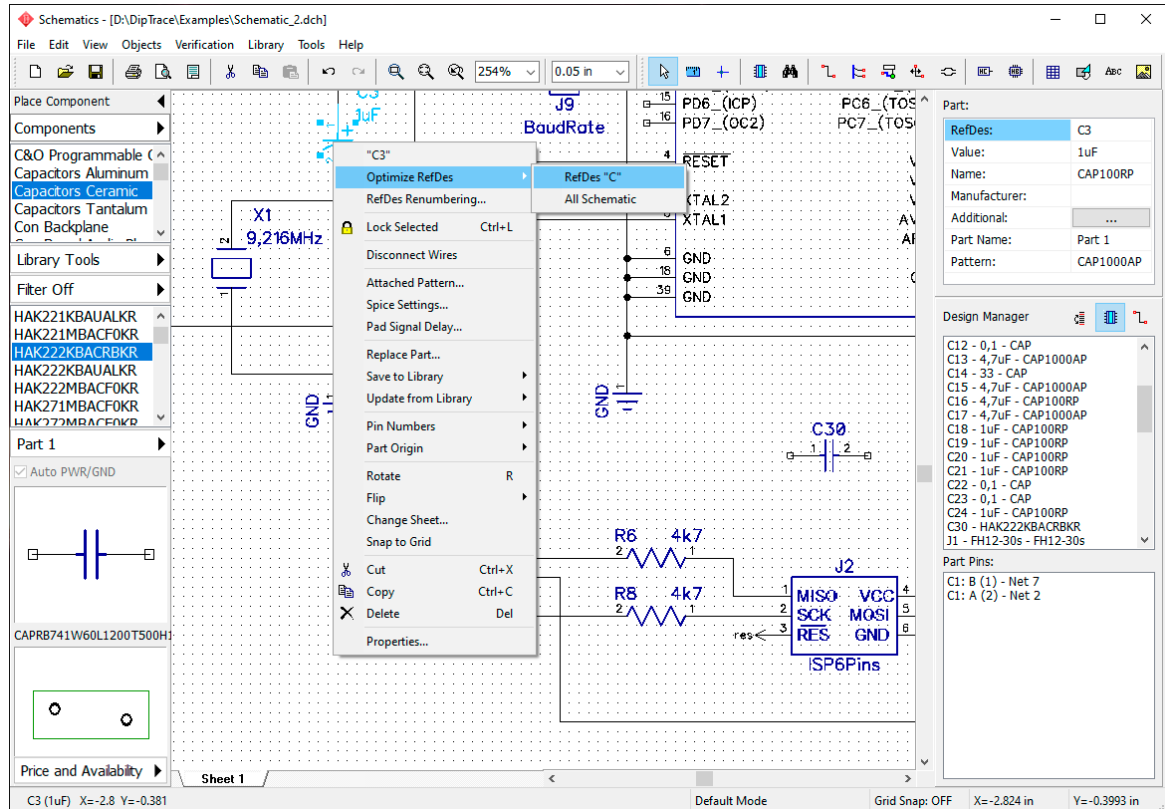 Schematics - [D:\DipTrace\Examples\Schematic_2.dch]
File Edit View Objects Verification Library Tools Help
254%
0.05 in
ABC
Place Component
Components
C&O Programmable
Capacitors Aluminum
Capacitors Ceramic
Capacitors Tantalum
Con Backplane
Library Tools
Filter Off
HAK221KBAUALKR
HAK221MBACF0KR
HAK222KBACRBKR
HAK222KBAUALKR
HAK222MBACF0KR
HAK271MBACF0KR
HAK272MBACF0KR
Part 1
Auto PWR/GND
CAPRB741W60L1200T500H1
Price and Availability
C3
1uF
X1
9,216MHz
2
1
GND
J9
BaudRate
15 PD6_(ICP)
16 PD7_(OC2)
PC6_(TOS
PC7_(TOS
4 RESET
XTAL2
XTAL1
6 GND
18 GND
39 GND
GND
1
C30
1 2
R6 4k7
2 1
R8 4k7
2 1
J2
1 MISO VCC 4
2 SCK MOSI 5
res 3 RES GND 6
ISP6Pins
"C3"
Optimize RefDes
RefDes Renumbering...
Lock Selected Ctrl+L
Disconnect Wires
Attached Pattern...
Spice Settings...
Pad Signal Delay...
Replace Part...
Save to Library
Update from Library
Pin Numbers
Part Origin
Rotate R
Flip
Change Sheet...
Snap to Grid
Cut Ctrl+X
Copy Ctrl+C
Delete Del
Properties...
RefDes "C"
All Schematic
Part:
RefDes: C3
Value: 1uF
Name: CAP100RP
Manufacturer:
Additional: ...
Part Name: Part 1
Pattern: CAP1000AP
Design Manager
C12 - 0,1 - CAP
C13 - 4,7uF - CAP1000AP
C14 - 33 - CAP
C15 - 4,7uF - CAP1000AP
C16 - 4,7uF - CAP100RP
C17 - 4,7uF - CAP1000AP
C18 - 1uF - CAP100RP
C19 - 1uF - CAP100RP
C20 - 1uF - CAP100RP
C21 - 1uF - CAP100RP
C22 - 0,1 - CAP
C23 - 0,1 - CAP
C24 - 1uF - CAP100RP
C30 - HAK222KBACRBKR
J1 - FH12-30s - FH12-30s
Part Pins:
C1: B (1) - Net 7
C1: A (2) - Net 2
Sheet 1
C3 (1uF) X=-2.8 Y=-0.381
Default Mode
Grid Snap: OFF
X=-2.824 in
Y=-0.3993 in